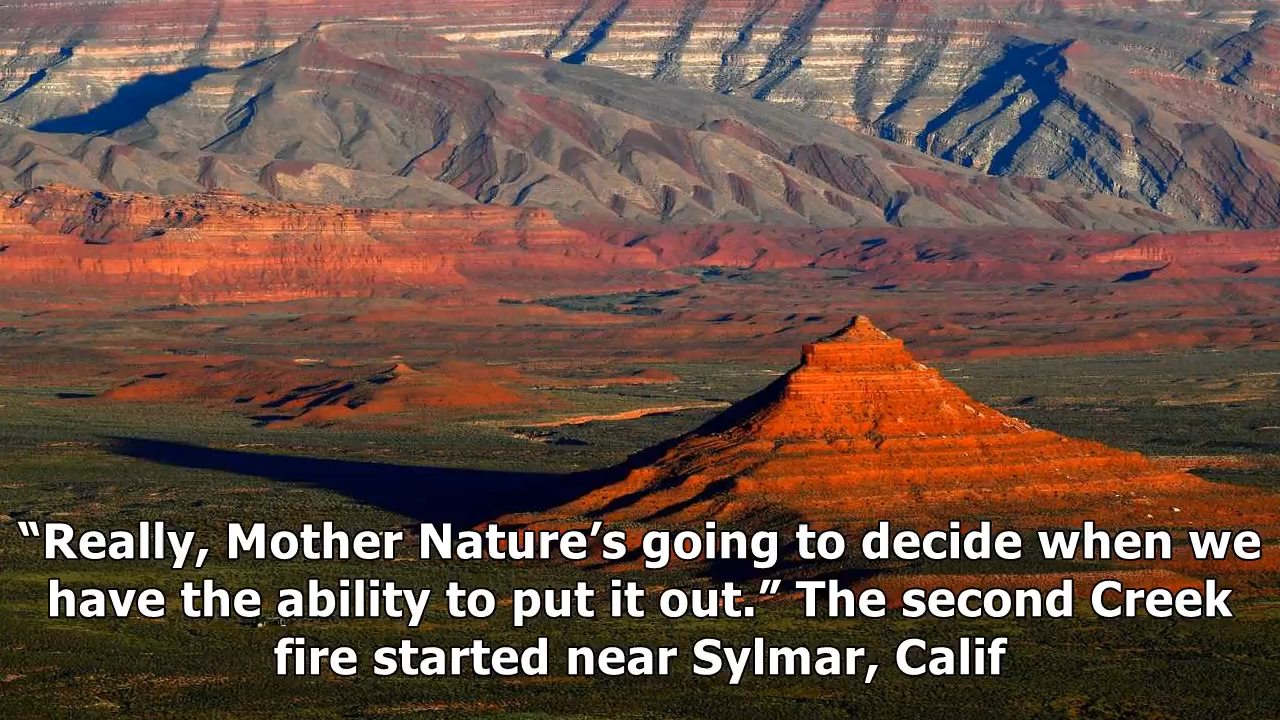 “Really, Mother Nature’s going to decide when we
have the ability to put it out.” The second Creek
fire started near Sylmar, Calif